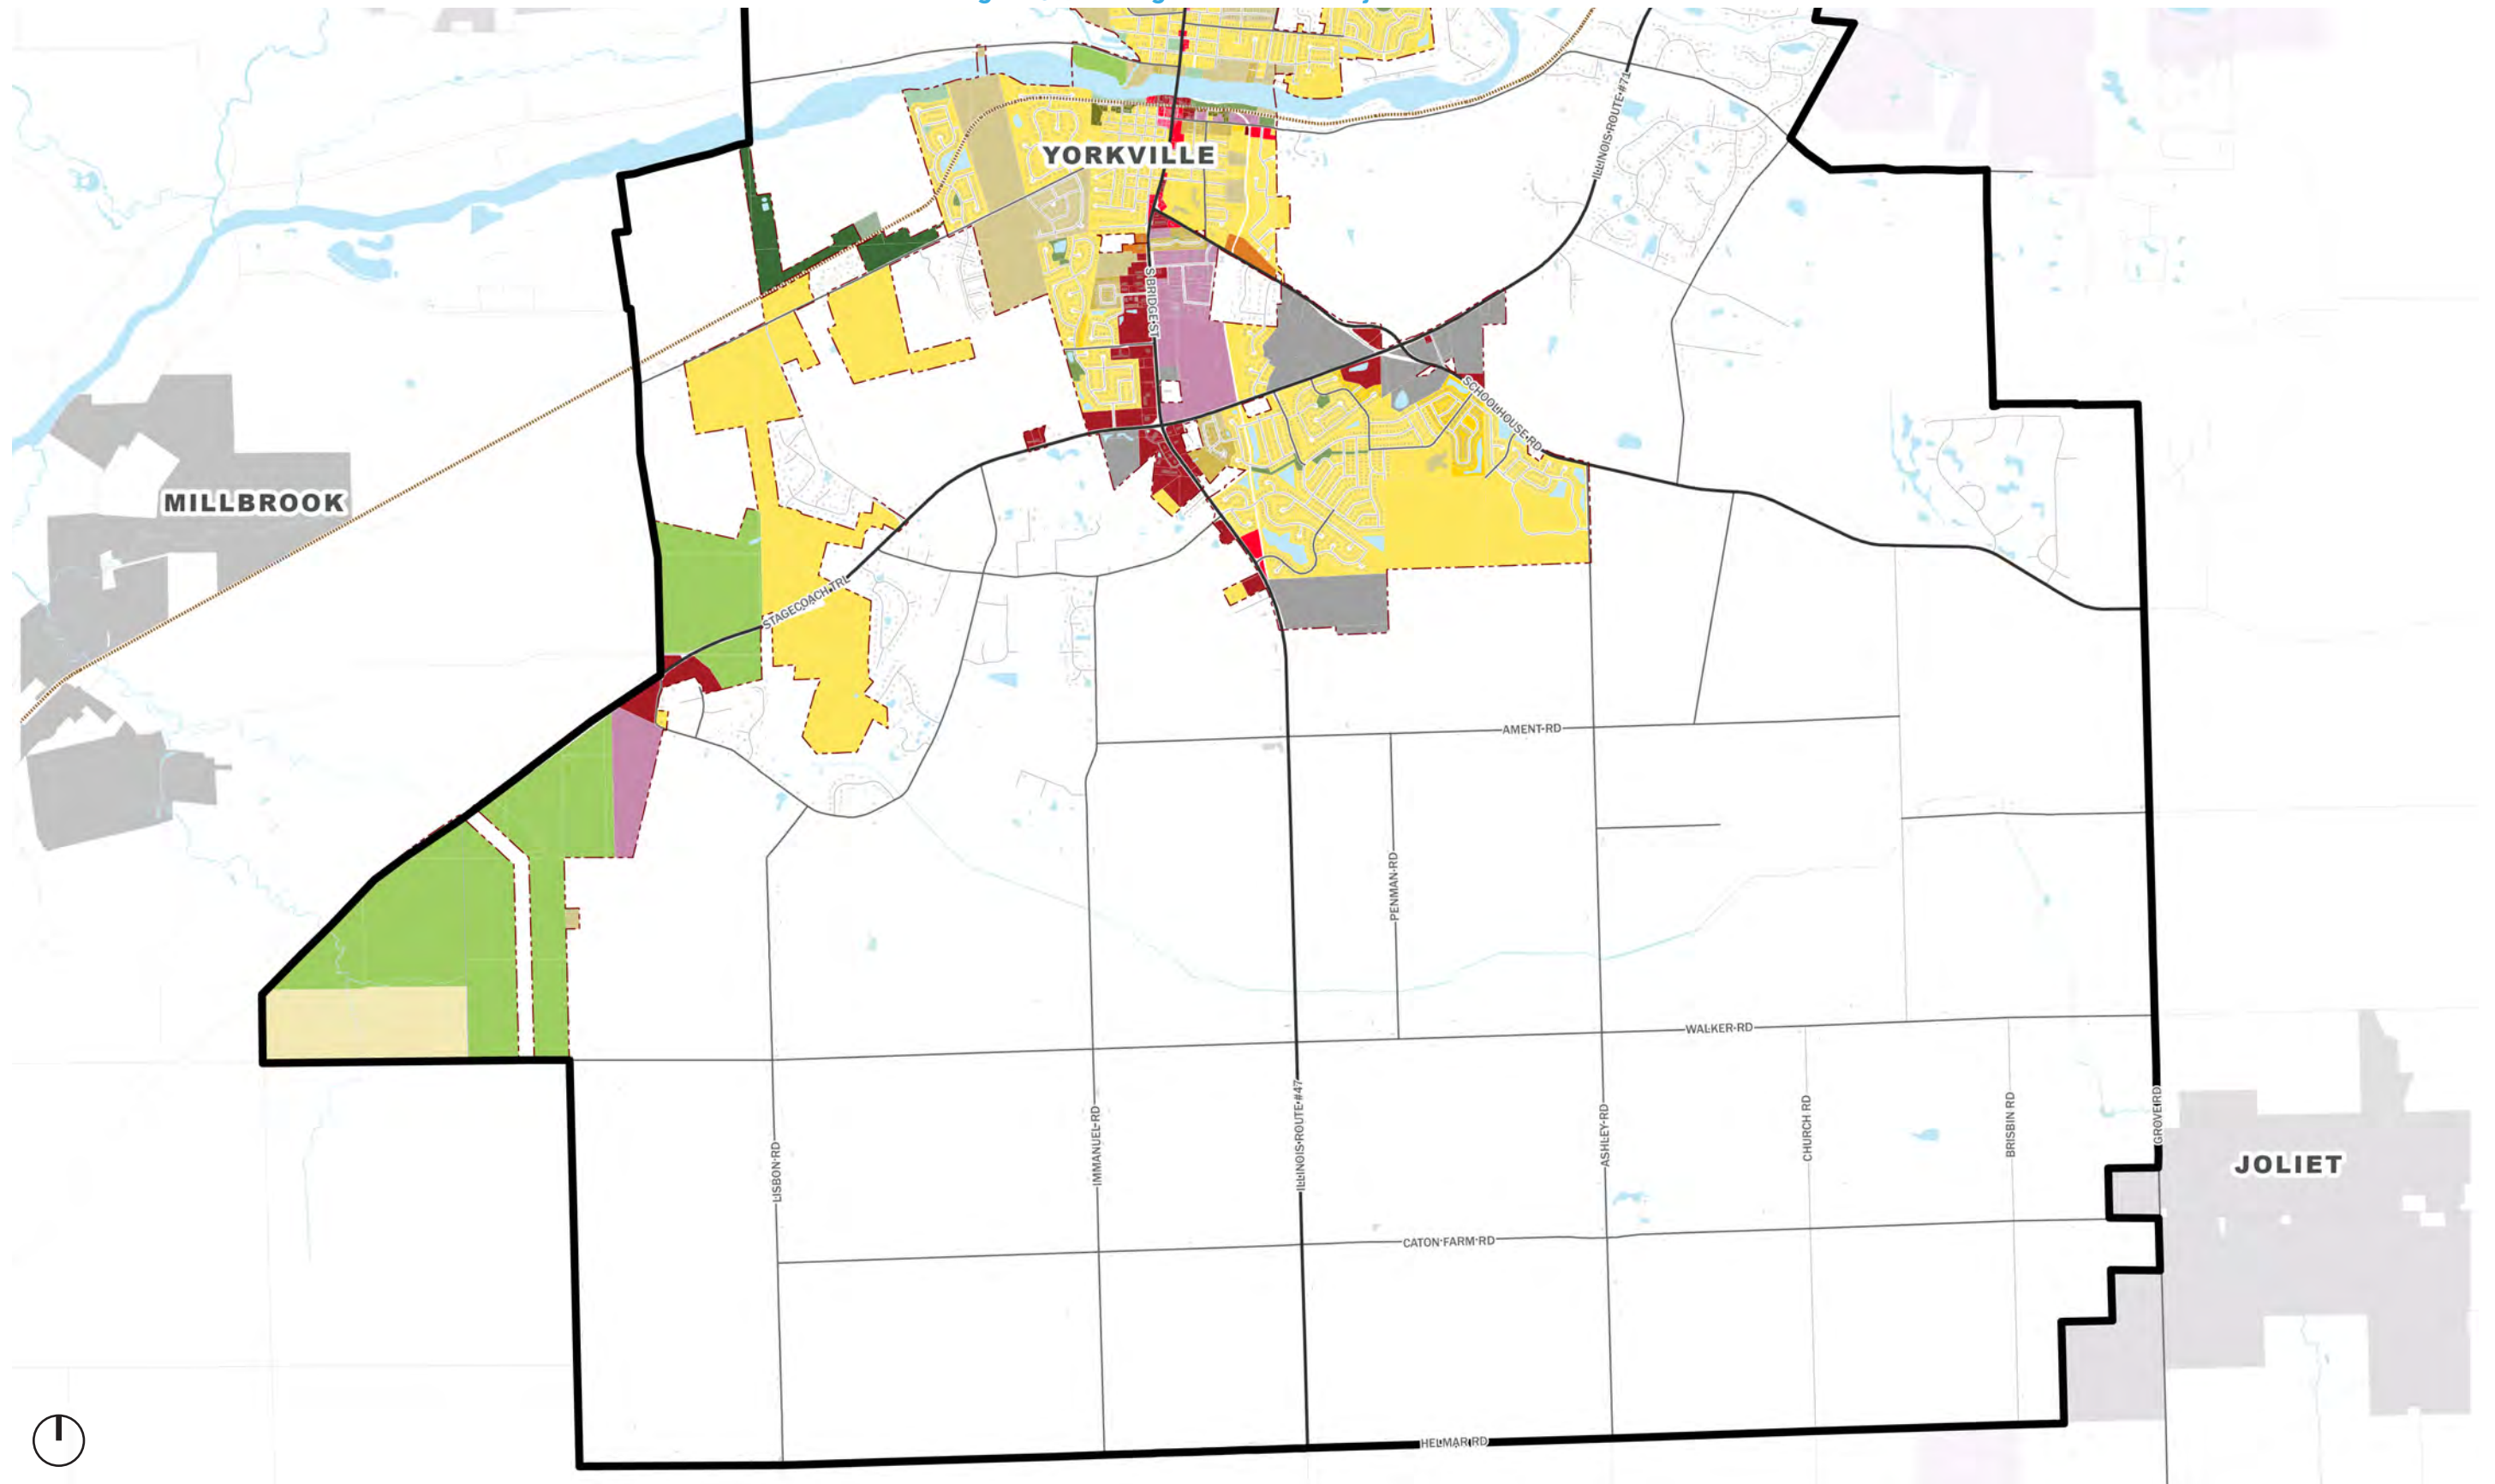 ILLINOIS ROUTE #71
YORKVILLE
S BRIDGE ST
SCHOOLHOUSE RD
MILLBROOK
STAGECOACH TRL
AMENT RD
PENMAN RD
WALKER RD
LISBON RD
IMMANUEL RD
ILLINOIS ROUTE #47
ASHLEY RD
CHURCH RD
BRISBIN RD
GROVE RD
JOLIET
CATON FARM RD
HELMAR RD